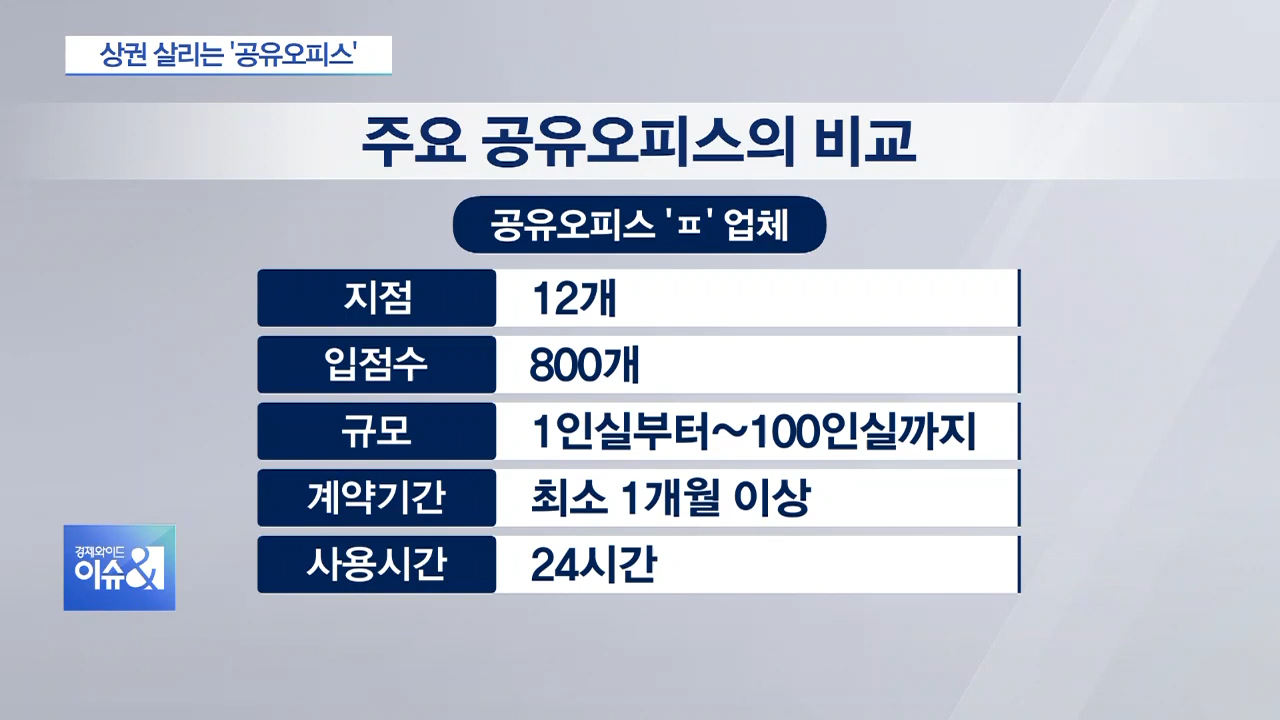 상권 살리는 '공유오피스'
주요 공유오피스의 비교
공유오피스 'ㅍ' 업체
지점 12개
입점수 800개
규모 1인실부터~100인실까지
계약기간 최소 1개월 이상
사용시간 24시간
경제와이드
이슈&